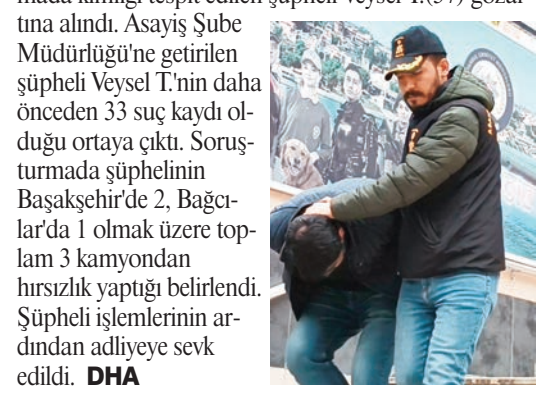 tına alındı. Asayiş Şube
Müdürlüğü'ne getirilen
şüpheli Veysel T.'nin daha
önceden 33 suç kaydı ol-
duğu ortaya çıktı. Soruş-
turmada şüphelinin
Başakşehir'de 2, Bağcı-
lar'da 1 olmak üzere top-
lam 3 kamyondan
hırsızlık yaptığı belirlendi.
Şüpheli işlemlerinin ar-
dından adliyeye sevk
edildi. DHA